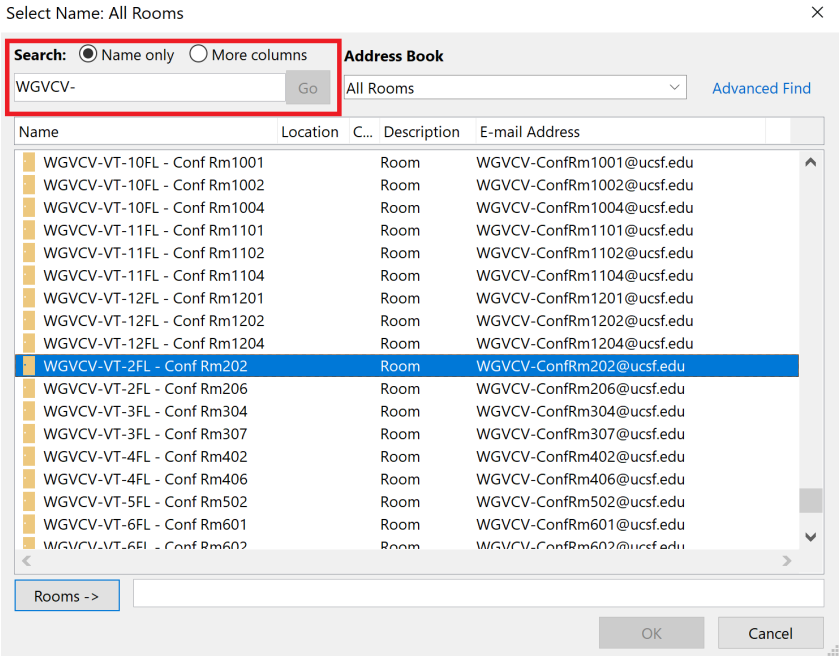 Select Name: All Rooms
Search: Name only More columns Address Book
WGVCV- Go All Rooms Advanced Find
Name Location C... Description E-mail Address
WGVCV-VT-10FL - Conf Rm1001 Room WGVCV-ConfRm1001@ucsf.edu
WGVCV-VT-10FL - Conf Rm1002 Room WGVCV-ConfRm1002@ucsf.edu
WGVCV-VT-10FL - Conf Rm1004 Room WGVCV-ConfRm1004@ucsf.edu
WGVCV-VT-11FL - Conf Rm1101 Room WGVCV-ConfRm1101@ucsf.edu
WGVCV-VT-11FL - Conf Rm1102 Room WGVCV-ConfRm1102@ucsf.edu
WGVCV-VT-11FL - Conf Rm1104 Room WGVCV-ConfRm1104@ucsf.edu
WGVCV-VT-12FL - Conf Rm1201 Room WGVCV-ConfRm1201@ucsf.edu
WGVCV-VT-12FL - Conf Rm1202 Room WGVCV-ConfRm1202@ucsf.edu
WGVCV-VT-12FL - Conf Rm1204 Room WGVCV-ConfRm1204@ucsf.edu
WGVCV-VT-2FL - Conf Rm202 Room WGVCV-ConfRm202@ucsf.edu
WGVCV-VT-2FL - Conf Rm206 Room WGVCV-ConfRm206@ucsf.edu
WGVCV-VT-3FL - Conf Rm304 Room WGVCV-ConfRm304@ucsf.edu
WGVCV-VT-3FL - Conf Rm307 Room WGVCV-ConfRm307@ucsf.edu
WGVCV-VT-4FL - Conf Rm402 Room WGVCV-ConfRm402@ucsf.edu
WGVCV-VT-4FL - Conf Rm406 Room WGVCV-ConfRm406@ucsf.edu
WGVCV-VT-5FL - Conf Rm502 Room WGVCV-ConfRm502@ucsf.edu
WGVCV-VT-6FL - Conf Rm601 Room WGVCV-ConfRm601@ucsf.edu
WGVCV-VT-6FL - Conf Rm602 Room WGVCV-ConfRm602@ucsf.edu
Rooms ->
OK Cancel